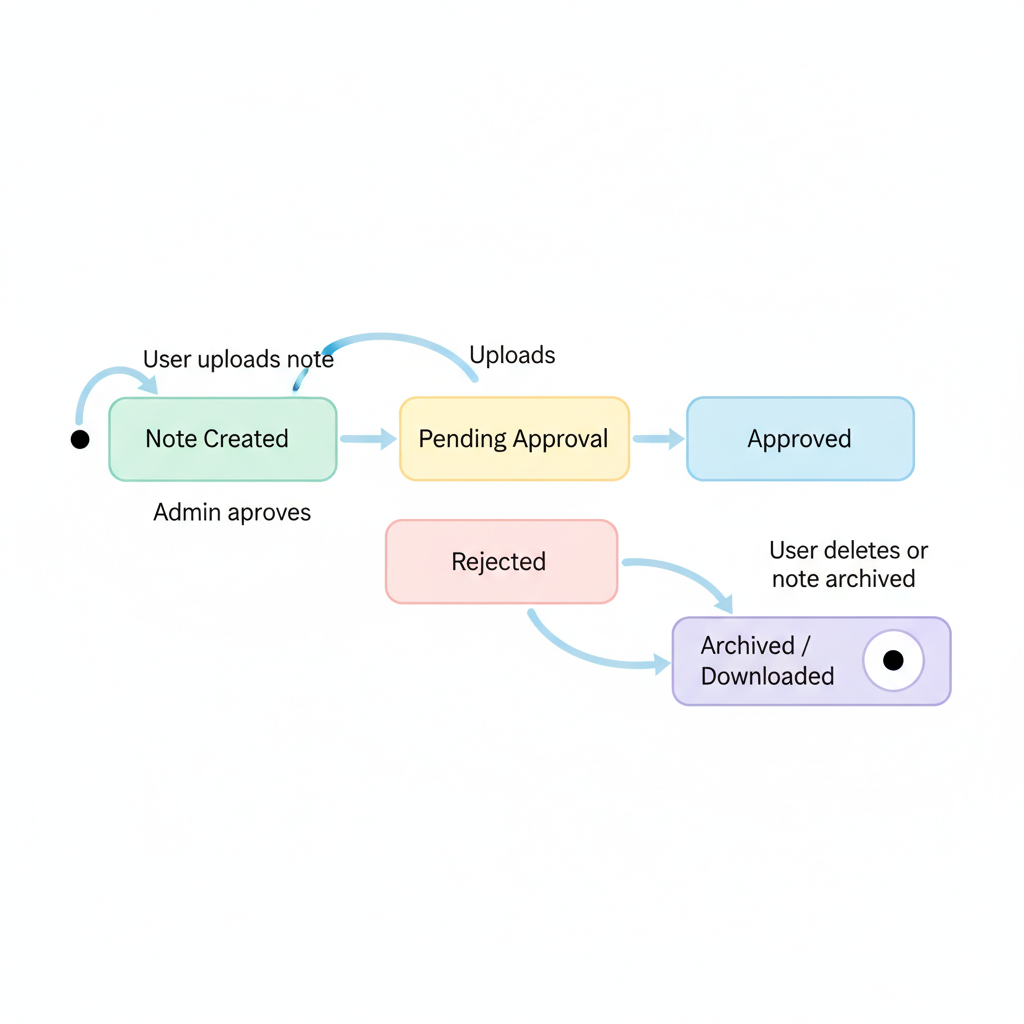 User uploads note
Uploads
Note Created
Pending Approval
Approved
Admin aproves
Rejected
User deletes or
note archived
Archived /
Downloaded